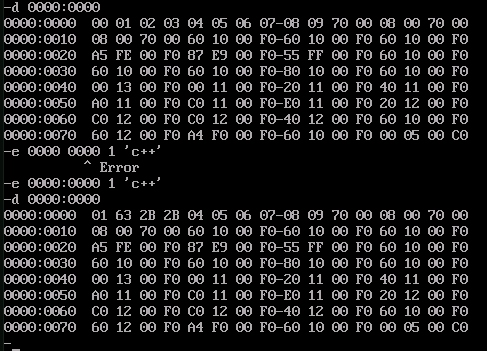 -d 0000:0000
0000:0000  00 01 02 03 04 05 06 07-08 09 70 00 08 00 70 00
0000:0010  08 00 70 00 60 10 00 F0-60 10 00 F0 60 10 00 F0
0000:0020  A5 FE 00 F0 87 E9 00 F0-55 FF 00 F0 60 10 00 F0
0000:0030  60 10 00 F0 60 10 00 F0-80 10 00 F0 60 10 00 F0
0000:0040  00 13 00 F0 00 11 00 F0-20 11 00 F0 40 11 00 F0
0000:0050  A0 11 00 F0 C0 11 00 F0-E0 11 00 F0 20 12 00 F0
0000:0060  C0 12 00 F0 C0 12 00 F0-40 12 00 F0 60 10 00 F0
0000:0070  60 12 00 F0 A4 F0 00 F0-60 10 00 F0 00 05 00 C0
-e 0000 0000 1 'c++'
^ Error
-e 0000:0000 1 'c++'
-d 0000:0000
0000:0000  01 63 2B 2B 04 05 06 07-08 09 70 00 08 00 70 00
0000:0010  08 00 70 00 60 10 00 F0-60 10 00 F0 60 10 00 F0
0000:0020  A5 FE 00 F0 87 E9 00 F0-55 FF 00 F0 60 10 00 F0
0000:0030  60 10 00 F0 60 10 00 F0-80 10 00 F0 60 10 00 F0
0000:0040  00 13 00 F0 00 11 00 F0-20 11 00 F0 40 11 00 F0
0000:0050  A0 11 00 F0 C0 11 00 F0-E0 11 00 F0 20 12 00 F0
0000:0060  C0 12 00 F0 C0 12 00 F0-40 12 00 F0 60 10 00 F0
0000:0070  60 12 00 F0 A4 F0 00 F0-60 10 00 F0 00 05 00 C0
-